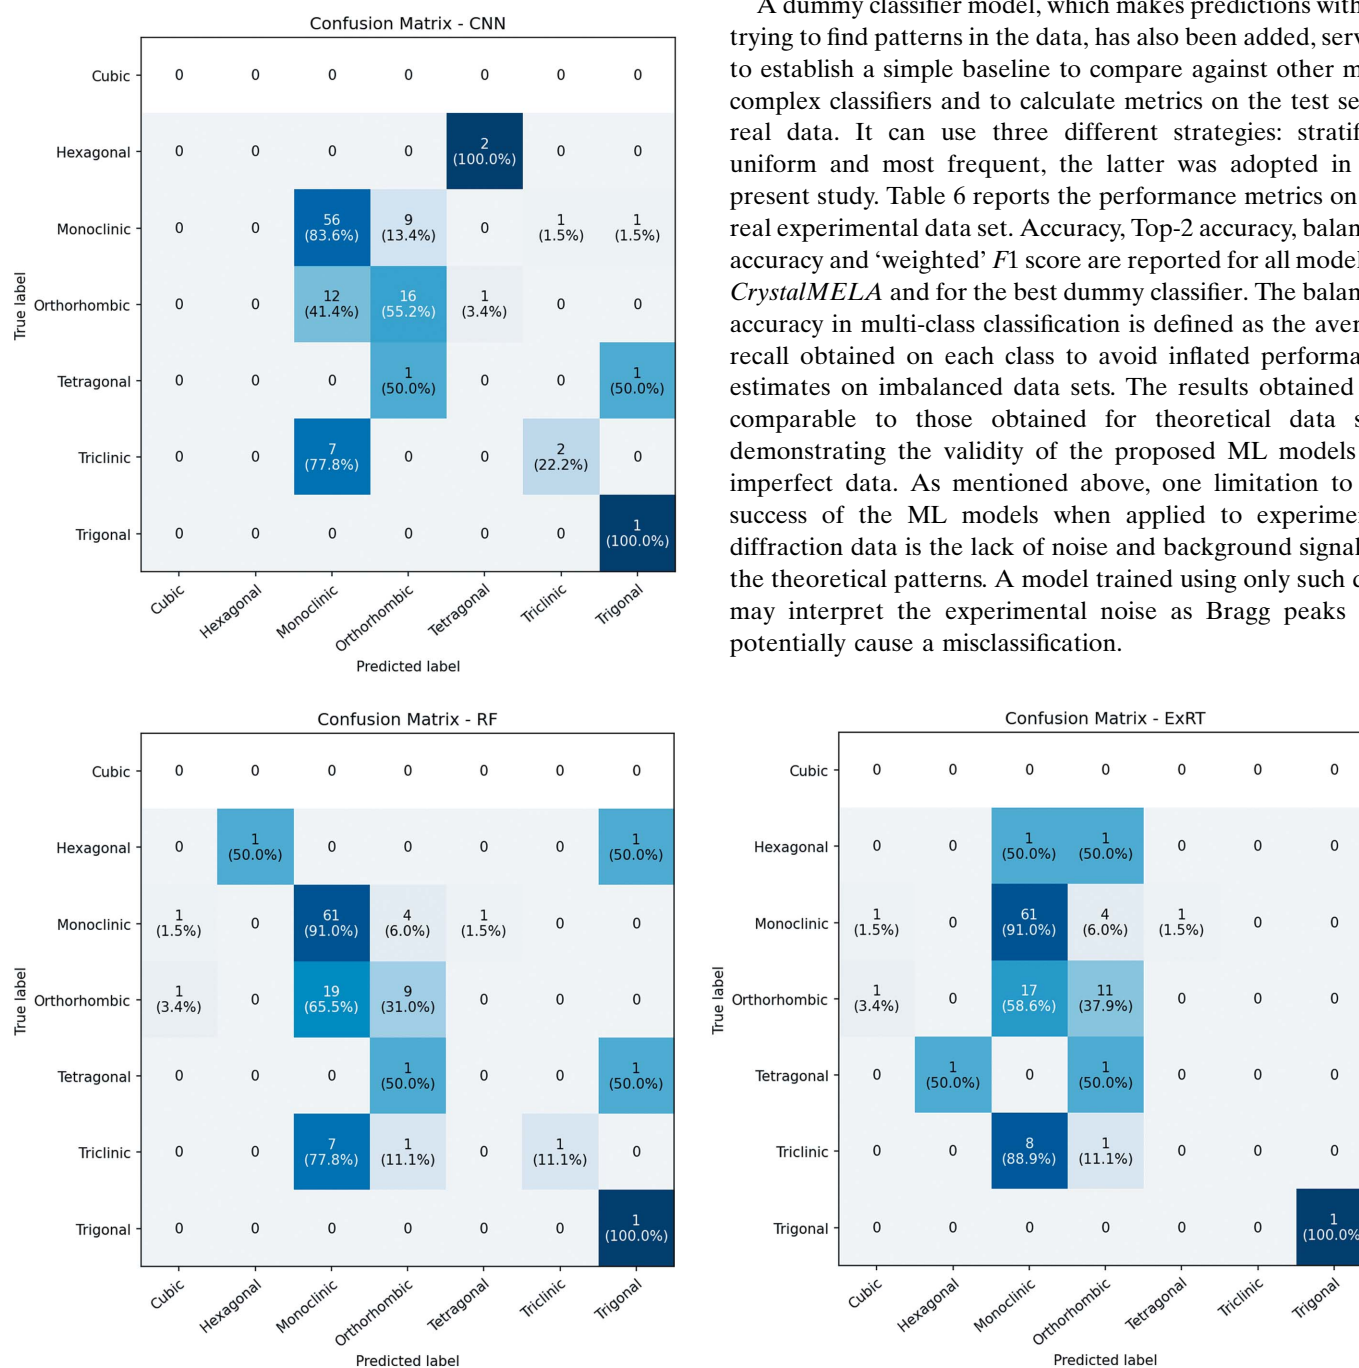 Confusion Matrix - CNN
True label
Cubic 0 0 0 0 0 0 0
Hexagonal 0 0 0 0 2 (100.0%) 0 0
Monoclinic 0 0 56 (83.6%) 9 (13.4%) 0 1 (1.5%) 1 (1.5%)
Orthorhombic 0 0 12 (41.4%) 16 (55.2%) 1 (3.4%) 0 0
Tetragonal 0 0 0 1 (50.0%) 0 0 1 (50.0%)
Triclinic 0 0 7 (77.8%) 0 0 2 (22.2%) 0
Trigonal 0 0 0 0 0 0 1 (100.0%)
Cubic Hexagonal Monoclinic Orthorhombic Tetragonal Triclinic Trigonal
Predicted label
A dummy classifier model, which makes predictions with
trying to find patterns in the data, has also been added, serv
to establish a simple baseline to compare against other m
complex classifiers and to calculate metrics on the test se
real data. It can use three different strategies: stratif
uniform and most frequent, the latter was adopted in
present study. Table 6 reports the performance metrics on
real experimental data set. Accuracy, Top-2 accuracy, balan
accuracy and ‘weighted’ F1 score are reported for all model
CrystalMELA and for the best dummy classifier. The balan
accuracy in multi-class classification is defined as the aver
recall obtained on each class to avoid inflated performa
estimates on imbalanced data sets. The results obtained
comparable to those obtained for theoretical data s
demonstrating the validity of the proposed ML models
imperfect data. As mentioned above, one limitation to
success of the ML models when applied to experimer
diffraction data is the lack of noise and background signal
the theoretical patterns. A model trained using only such d
may interpret the experimental noise as Bragg peaks
potentially cause a misclassification.
Confusion Matrix - RF
True label
Cubic 0 0 0 0 0 0 0
Hexagonal 0 1 (50.0%) 0 0 0 0 1 (50.0%)
Monoclinic 1 (1.5%) 0 61 (91.0%) 4 (6.0%) 1 (1.5%) 0 0
Orthorhombic 1 (3.4%) 0 19 (65.5%) 9 (31.0%) 0 0 0
Tetragonal 0 0 0 1 (50.0%) 0 0 1 (50.0%)
Triclinic 0 0 7 (77.8%) 1 (11.1%) 0 1 (11.1%) 0
Trigonal 0 0 0 0 0 0 1 (100.0%)
Cubic Hexagonal Monoclinic Orthorhombic Tetragonal Triclinic Trigonal
Predicted label
Confusion Matrix - ExRT
True label
Cubic 0 0 0 0 0 0 0
Hexagonal 0 0 1 (50.0%) 1 (50.0%) 0 0 0
Monoclinic 1 (1.5%) 0 61 (91.0%) 4 (6.0%) 1 (1.5%) 0 0
Orthorhombic 1 (3.4%) 0 17 (58.6%) 11 (37.9%) 0 0 0
Tetragonal 0 1 (50.0%) 0 1 (50.0%) 0 0 0
Triclinic 0 0 8 (88.9%) 1 (11.1%) 0 0 0
Trigonal 0 0 0 0 0 0 1 (100.0%
Cubic Hexagonal Monoclinic Orthorhombic Tetragonal Triclinic Trigonal
Predicted label